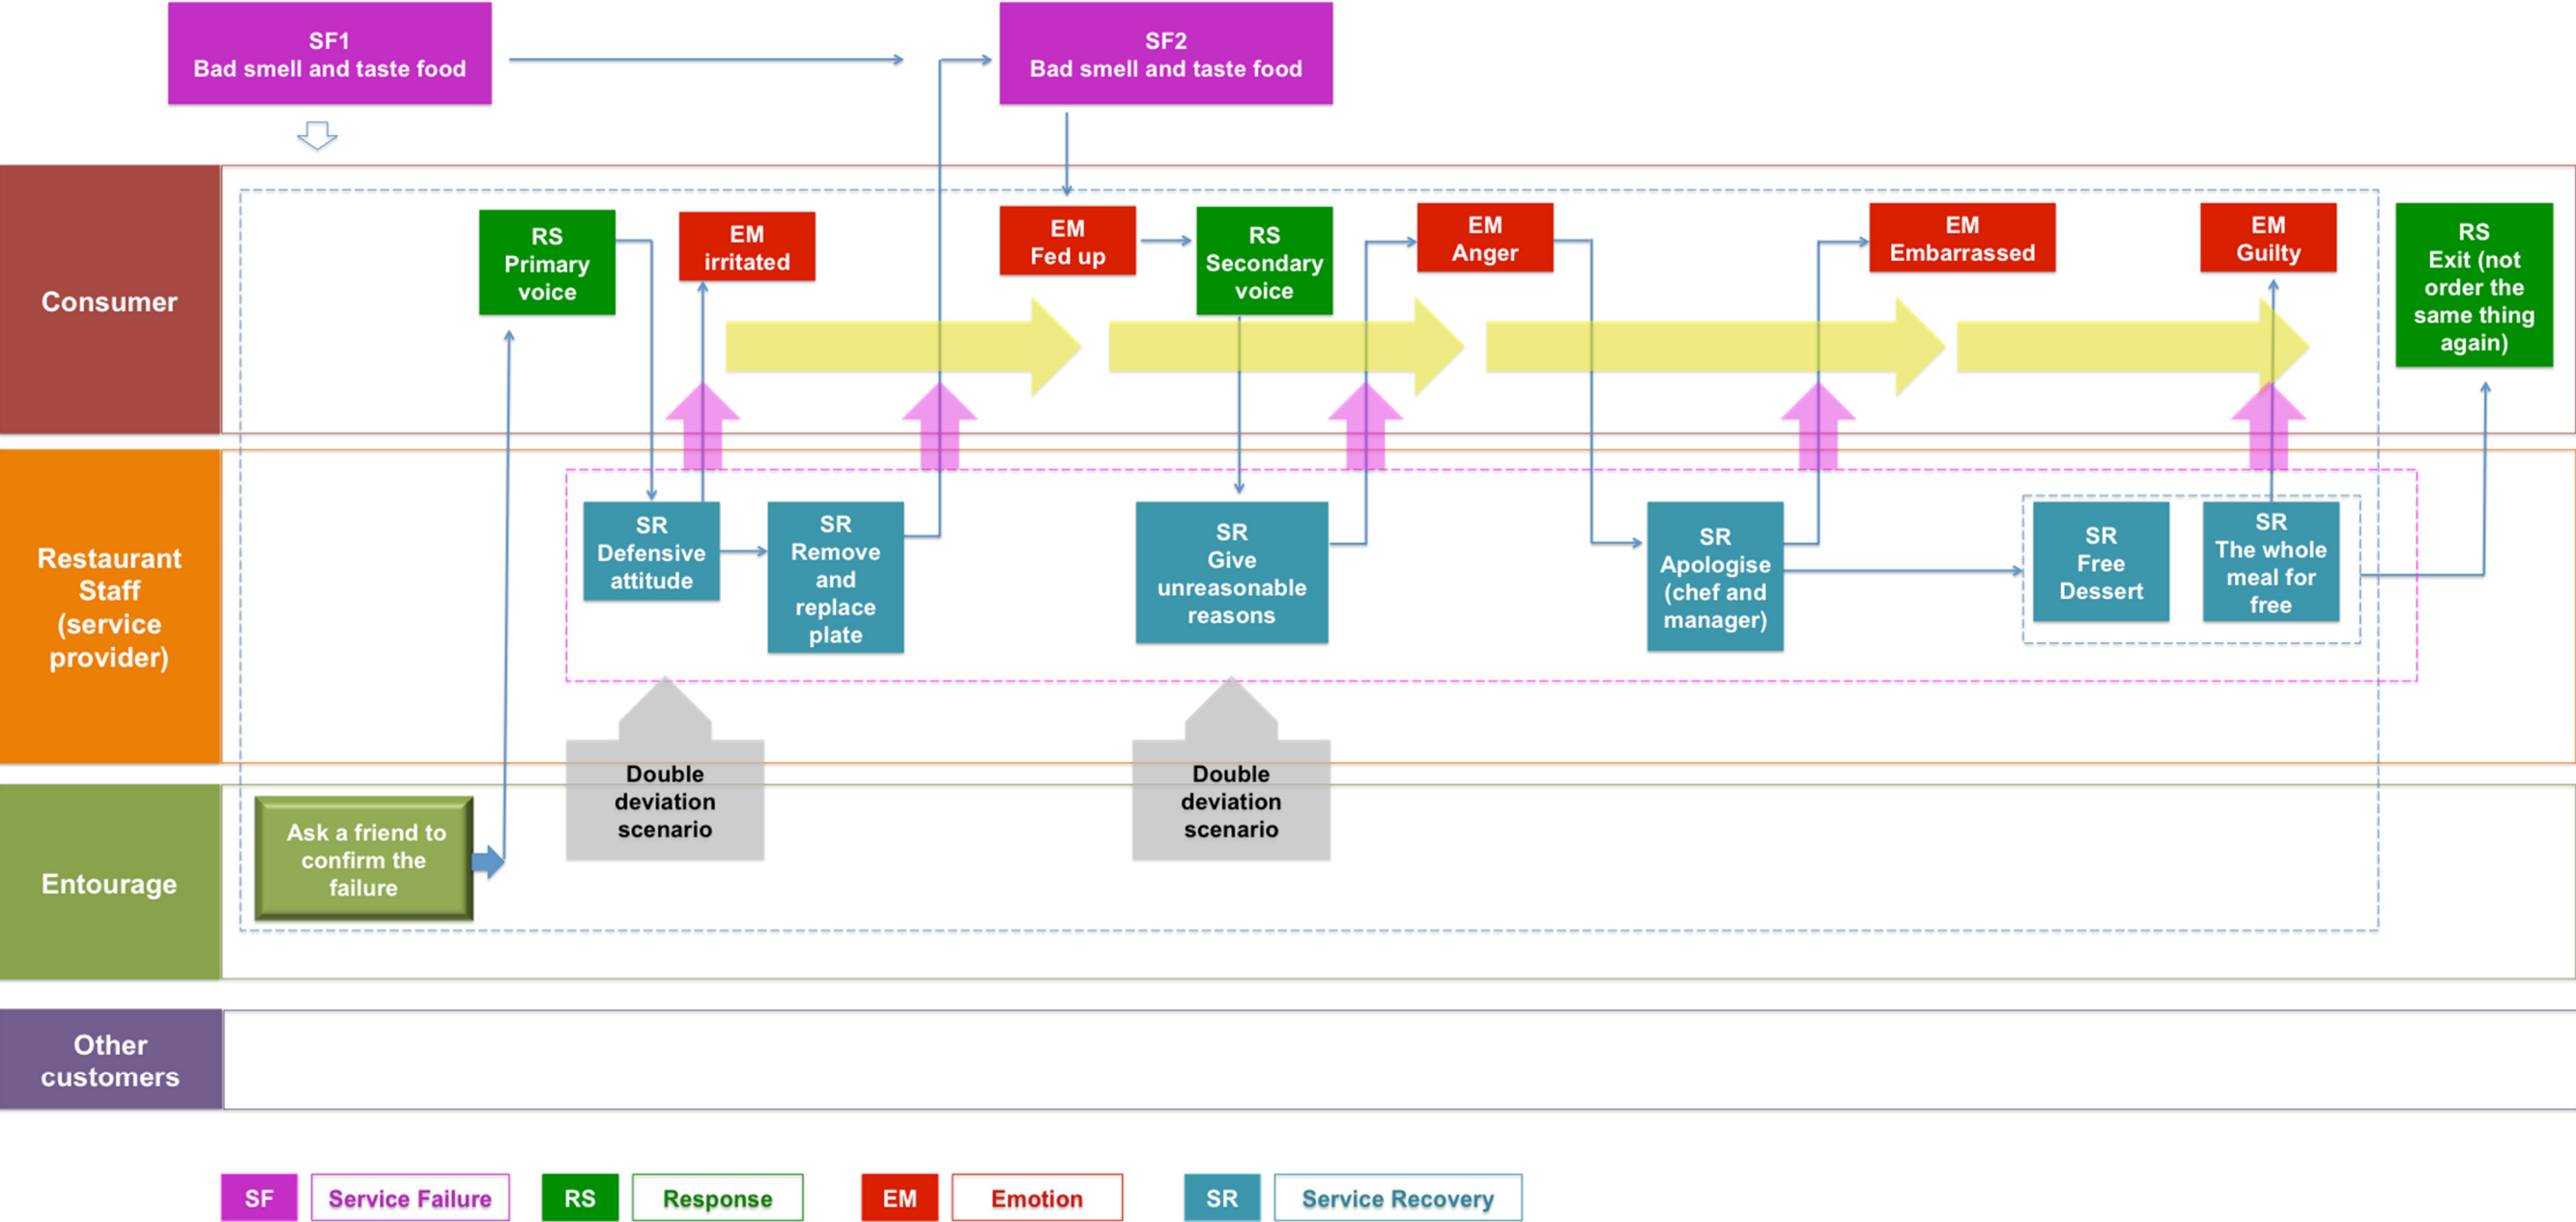 SF1
Bad smell and taste food
SF2
Bad smell and taste food
Consumer
RS
Primary
voice
EM
irritated
EM
Fed up
RS
Secondary
voice
EM
Anger
EM
Embarrassed
EM
Guilty
RS
Exit (not
order the
same thing
again)
Restaurant
Staff
(service
provider)
SR
Defensive
attitude
SR
Remove
and
replace
plate
SR
Give
unreasonable
reasons
SR
Apologise
(chef and
manager)
SR
Free
Dessert
SR
The whole
meal for
free
Double
deviation
scenario
Double
deviation
scenario
Entourage
Ask a friend to
confirm the
failure
Other
customers
SF
Service Failure
RS
Response
EM
Emotion
SR
Service Recovery